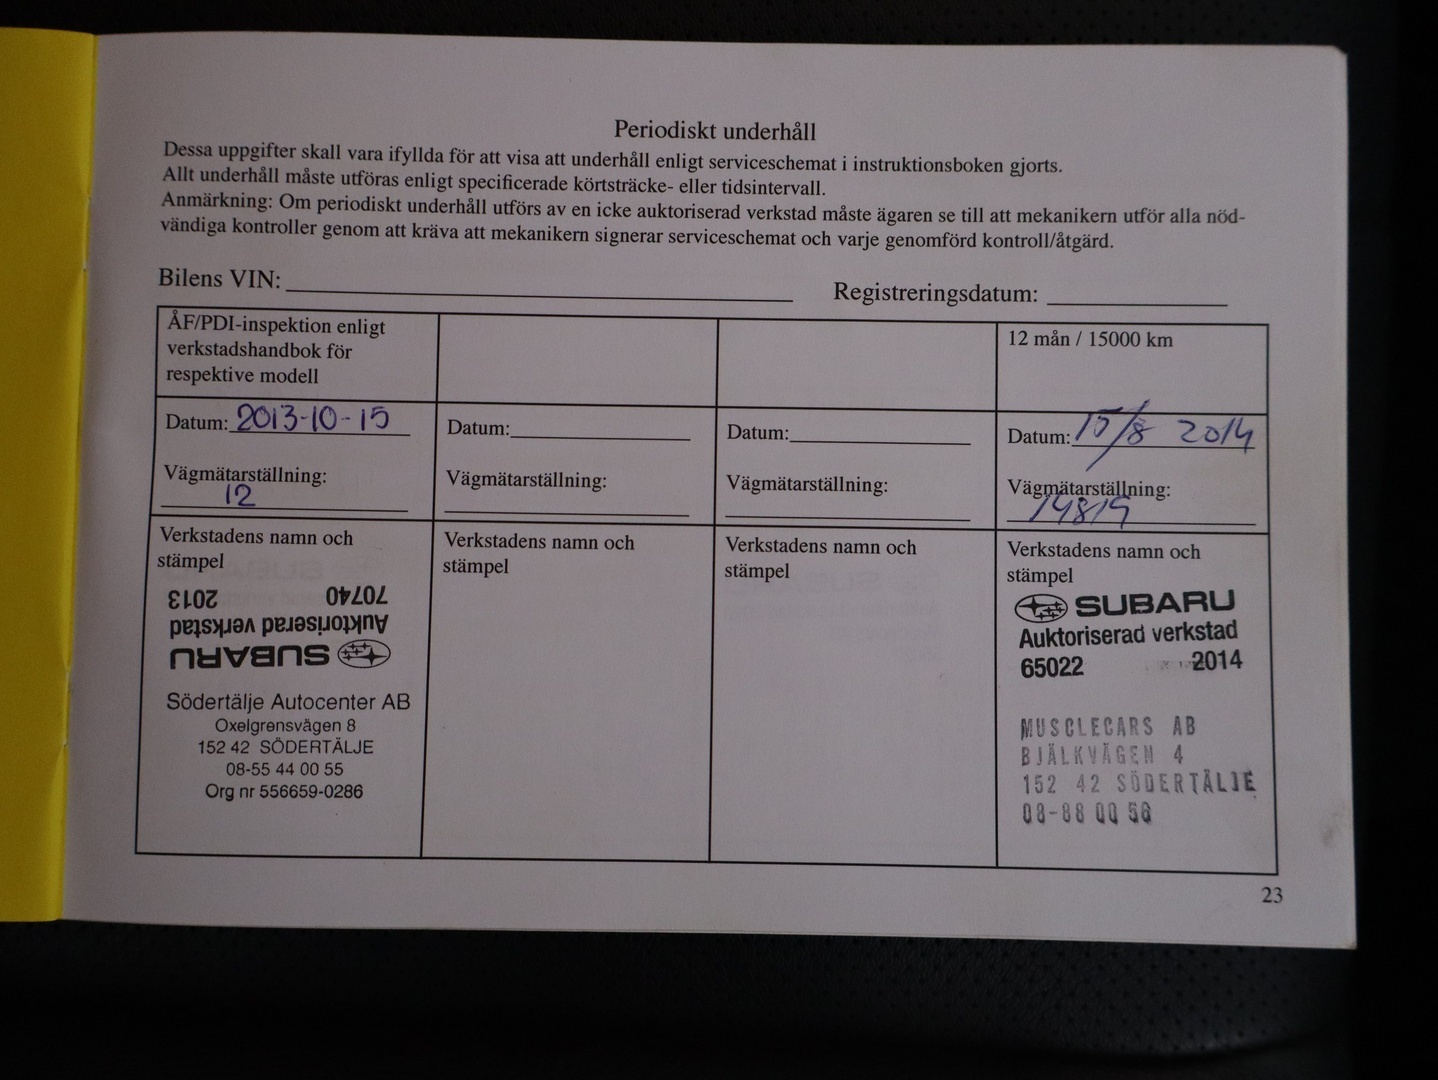 Periodiskt underhåll
Dessa uppgifter skall vara ifyllda för att visa att underhåll enligt serviceschemat i instruktionsboken gjorts.
Allt underhåll måste utföras enligt specificerade körtsträcke- eller tidsintervall.
Anmärkning: Om periodiskt underhåll utförs av en icke auktoriserad verkstad måste ägaren se till att mekanikern utför alla nöd-
vändiga kontroller genom att kräva att mekanikern signerar serviceschemat och varje genomförd kontroll/åtgärd.
Bilens VIN:
Registreringsdatum:
ÅF/PDI-inspektion enligt
verkstadshandbok för
respektive modell
Datum: 2013-10-15
Vägmätarställning:
12
Verkstadens namn och
stämpel
SUBARU
Auktoriserad verkstad
70740 2013
Södertälje Autocenter AB
Oxelgrensvägen 8
152 42 SÖDERTÄLJE
08-55 44 00 55
Org nr 556659-0286
Datum:
Vägmätarställning:
Verkstadens namn och
stämpel
Datum:
Vägmätarställning:
Verkstadens namn och
stämpel
12 mån / 15000 km
Datum: 15/8 2014
Vägmätarställning:
14819
Verkstadens namn och
stämpel
SUBARU
Auktoriserad verkstad
65022 2014
MUSCLECARS AB
BJÄLKVÄGEN 4
152 42 SÖDERTÄLJE
08-88 00 56
23